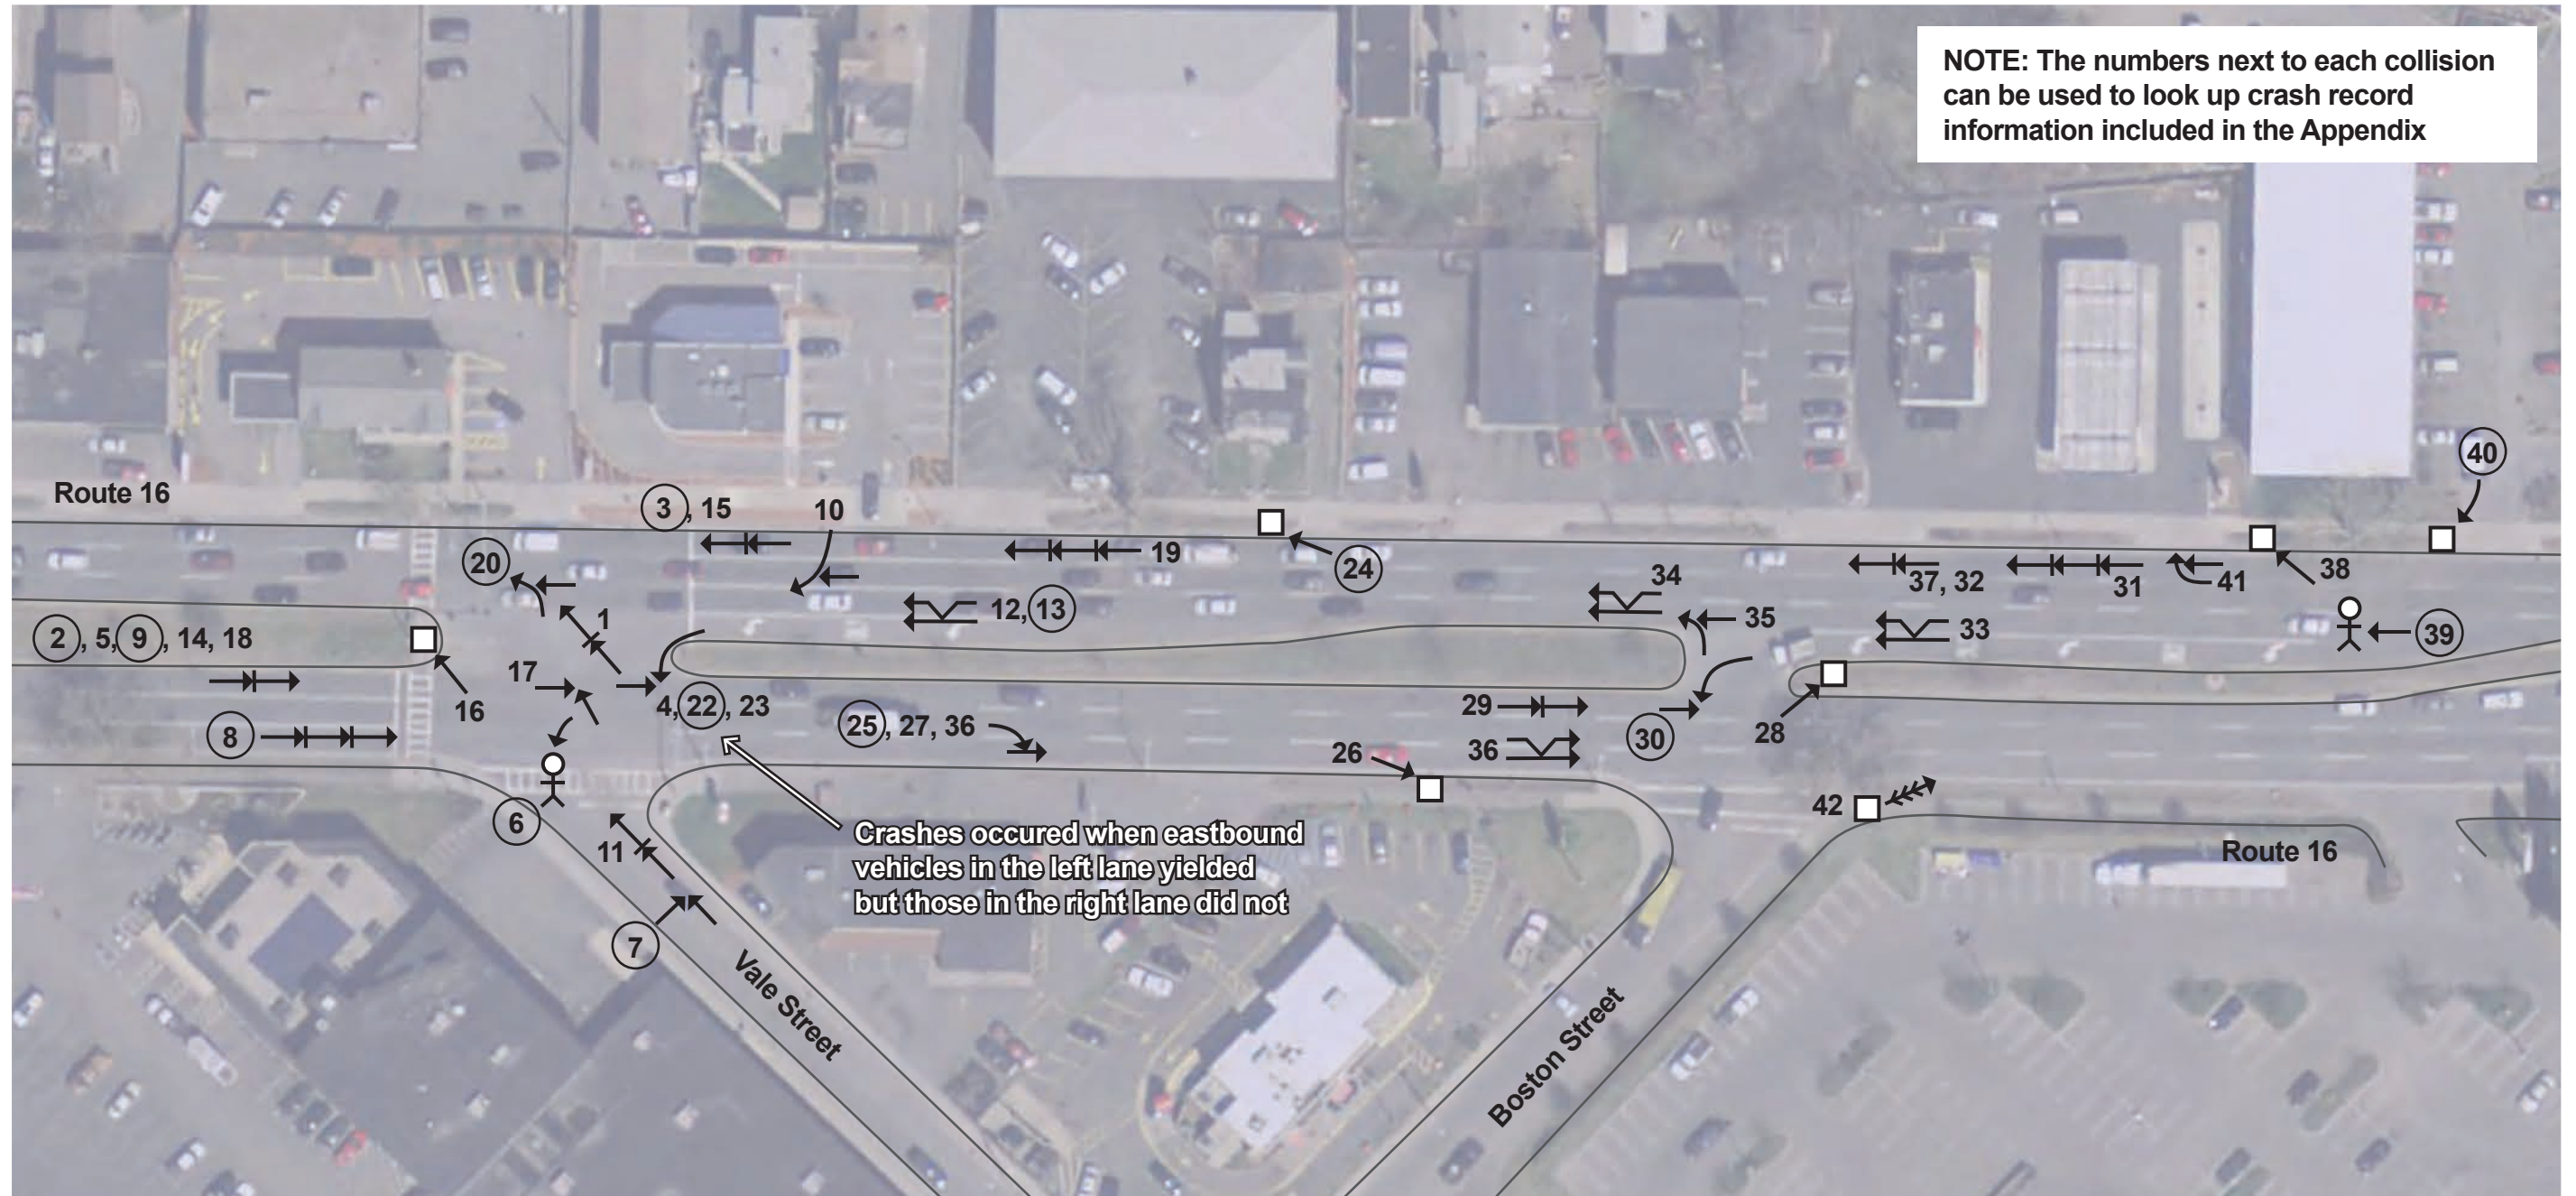 NOTE: The numbers next to each collision
can be used to look up crash record
information included in the Appendix
40
Route 16
3, 15
10
20
19
24
38
37, 32
31
41
34
35
33
39
12, 13
1
2, 5, 9, 14, 18
17
16
4, 22, 23
25, 27, 36
29
30
28
8
26
36
42
6
11
Crashes occured when eastbound
vehicles in the left lane yielded
but those in the right lane did not
Route 16
7
Vale Street
Boston Street